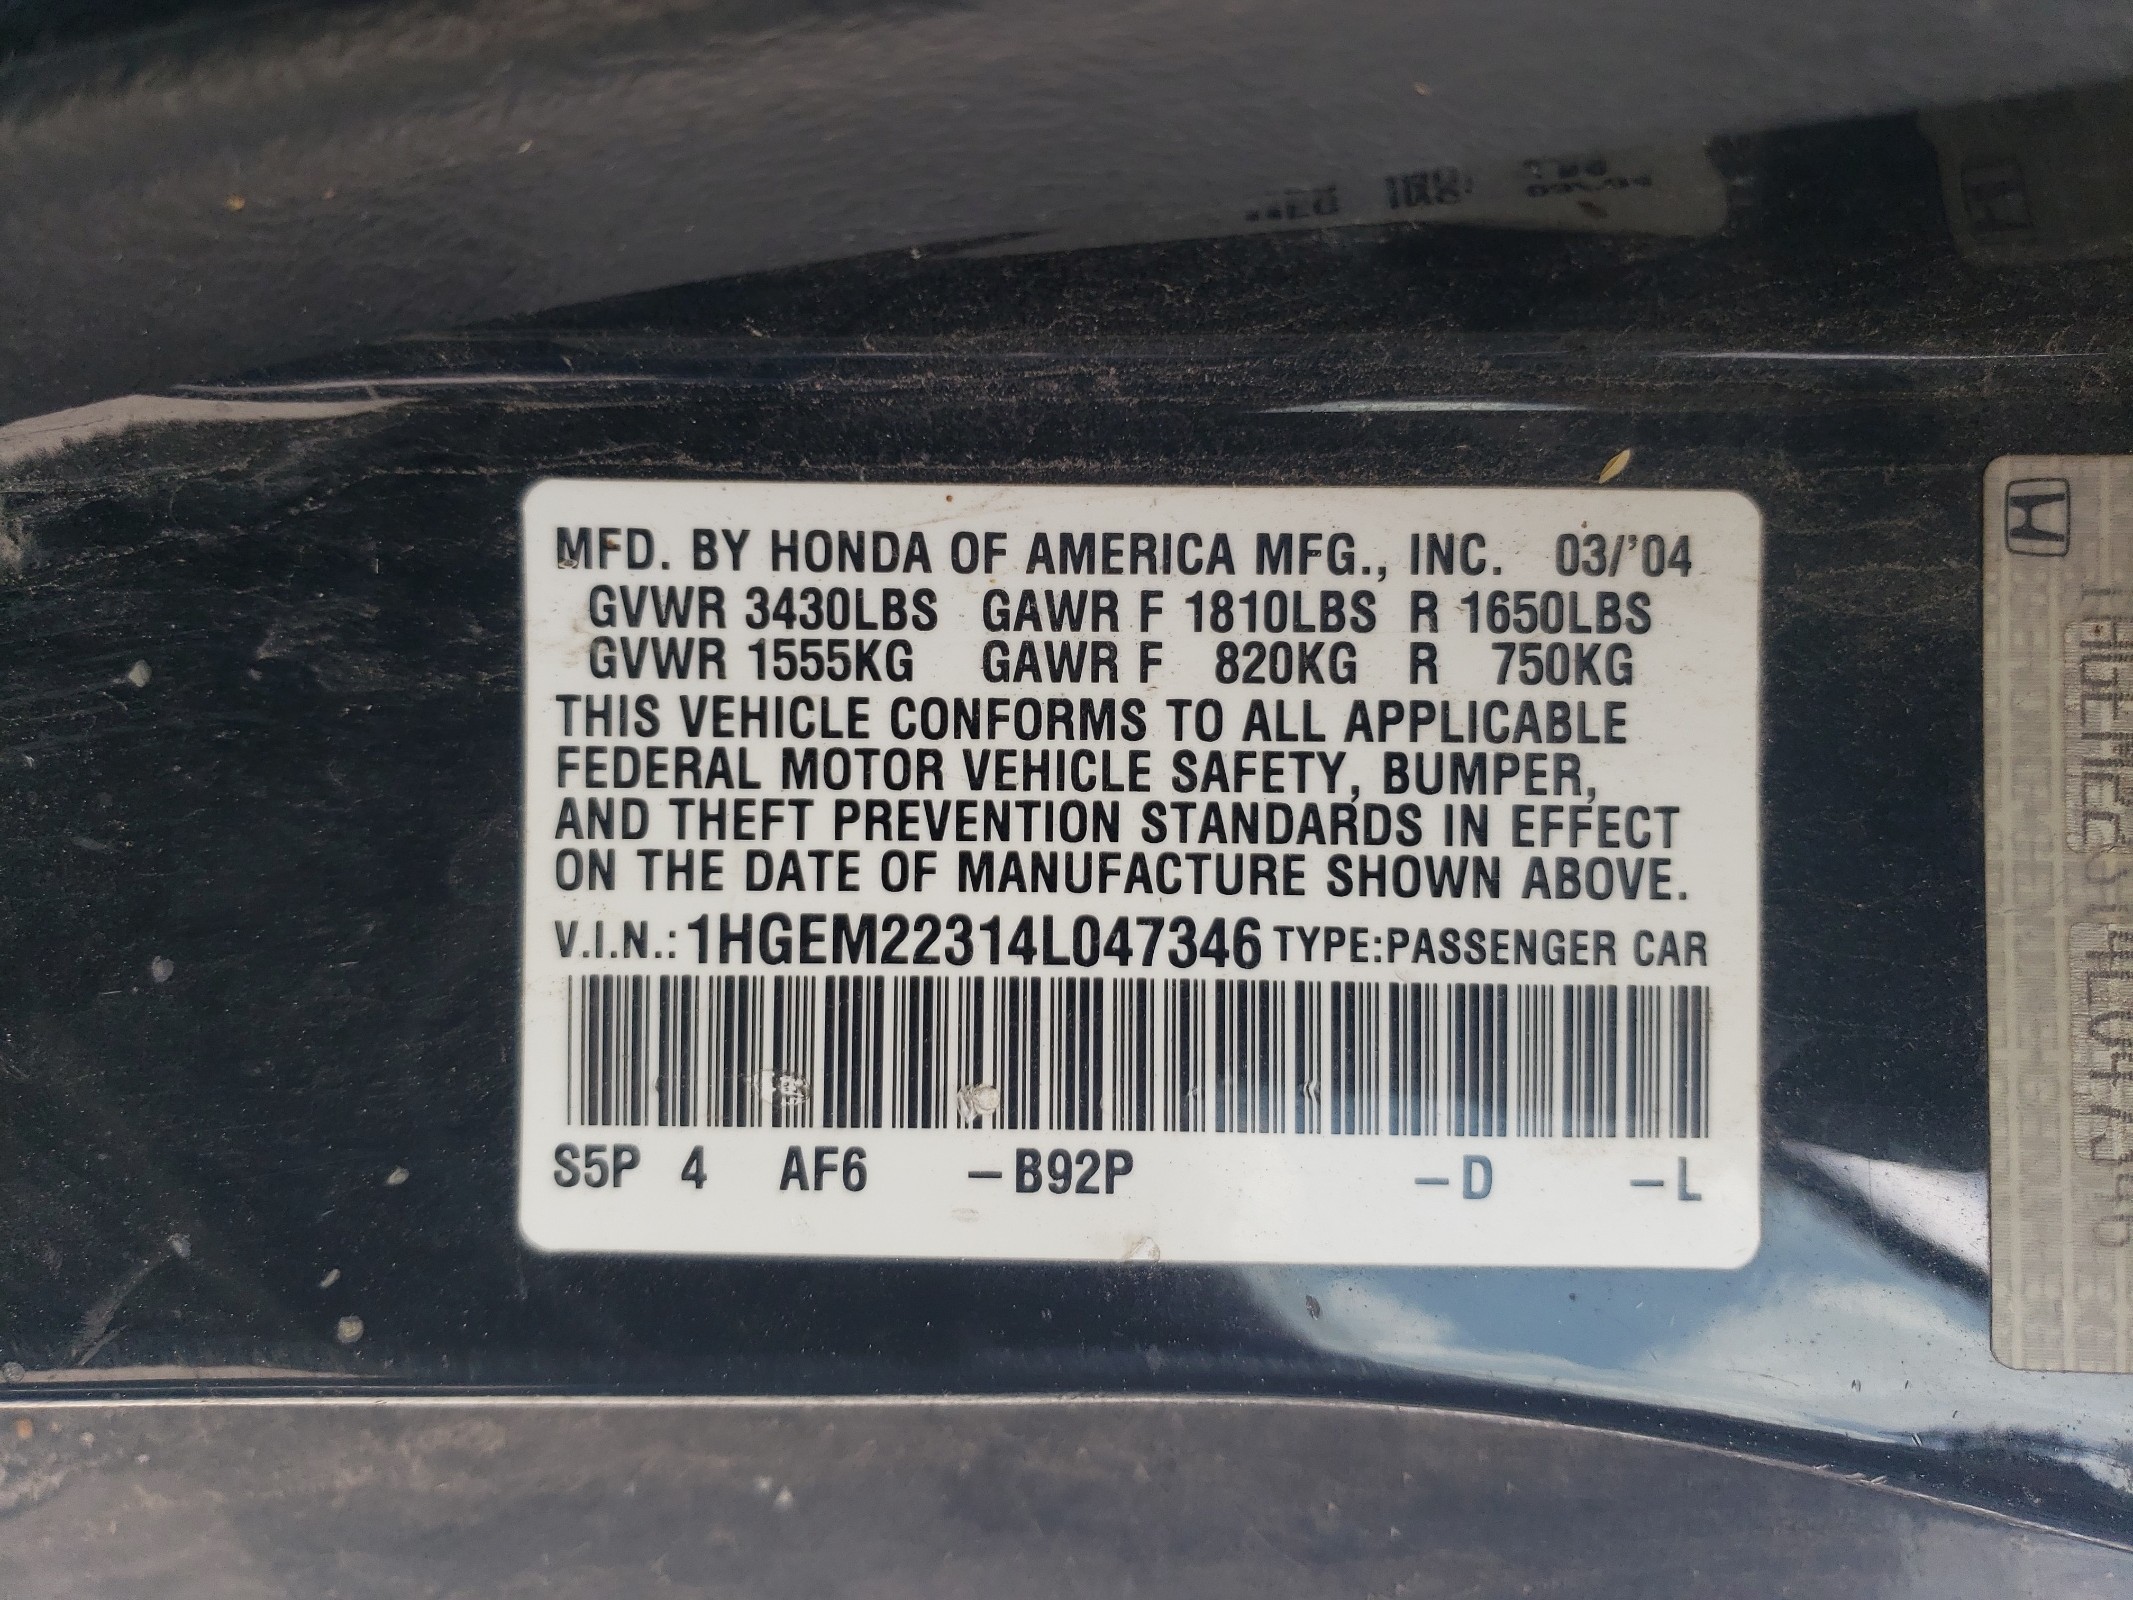 MFD. BY HONDA OF AMERICA MFG., INC. 03/'04
GVWR 3430LBS GAWR F 1810LBS R 1650LBS
GVWR 1555KG GAWR F 820KG R 750KG
THIS VEHICLE CONFORMS TO ALL APPLICABLE
FEDERAL MOTOR VEHICLE SAFETY, BUMPER,
AND THEFT PREVENTION STANDARDS IN EFFECT
ON THE DATE OF MANUFACTURE SHOWN ABOVE.
V.I.N.: 1HGEM22314L047346 TYPE:PASSENGER CAR
S5P 4 AF6 –B92P –D –L